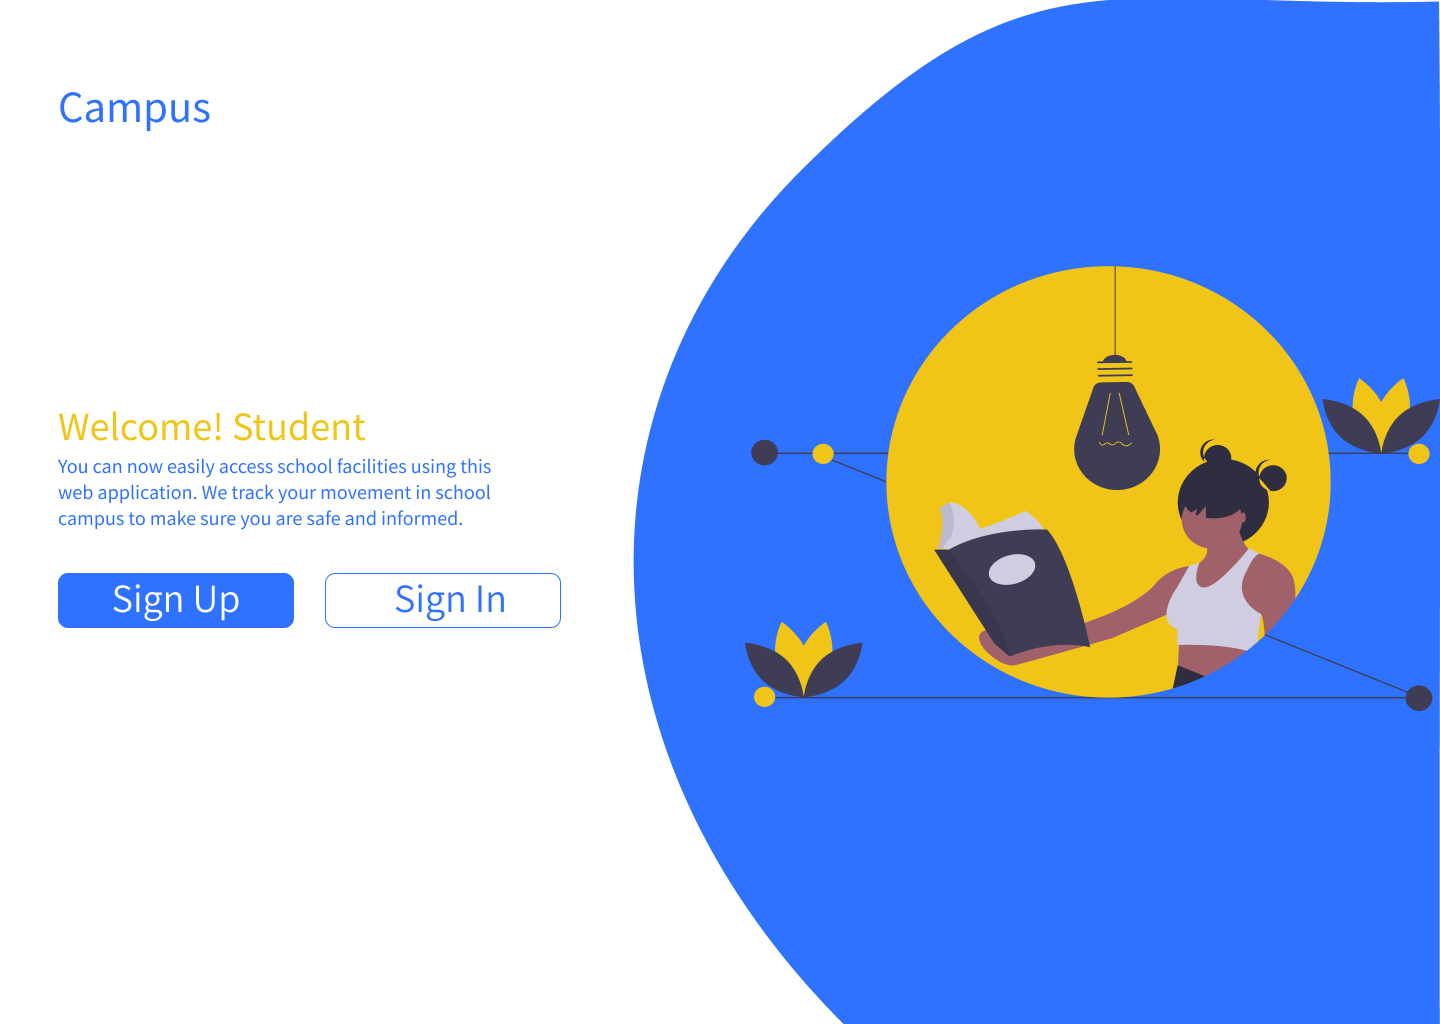 Campus
Welcome! Student
You can now easily access school facilities using this
web application. We track your movement in school
campus to make sure you are safe and informed.
Sign Up
Sign In